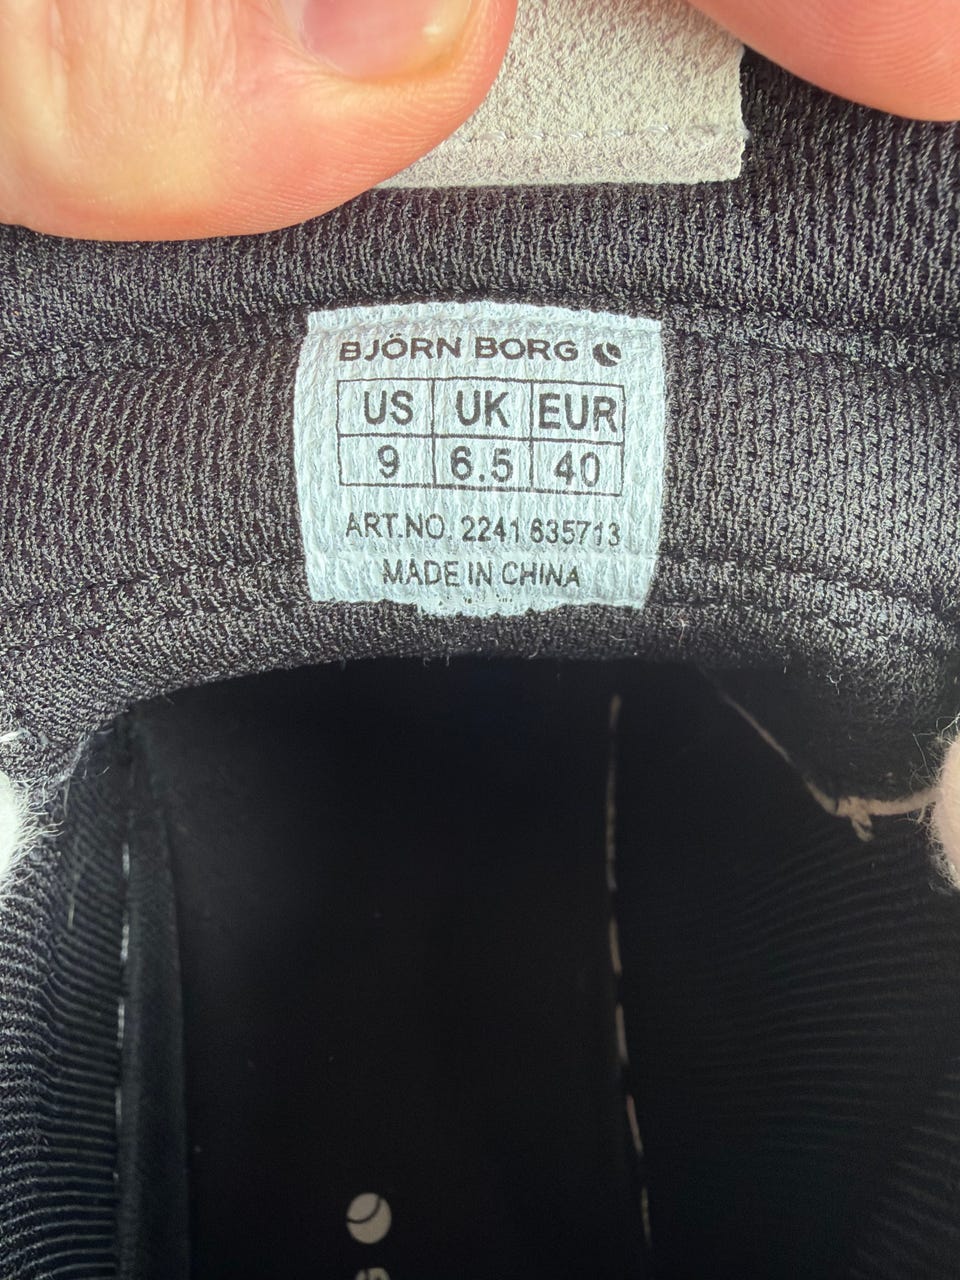 BJÖRN BORG
US UK EUR
9 6.5 40
ART.NO. 2241 635713
MADE IN CHINA